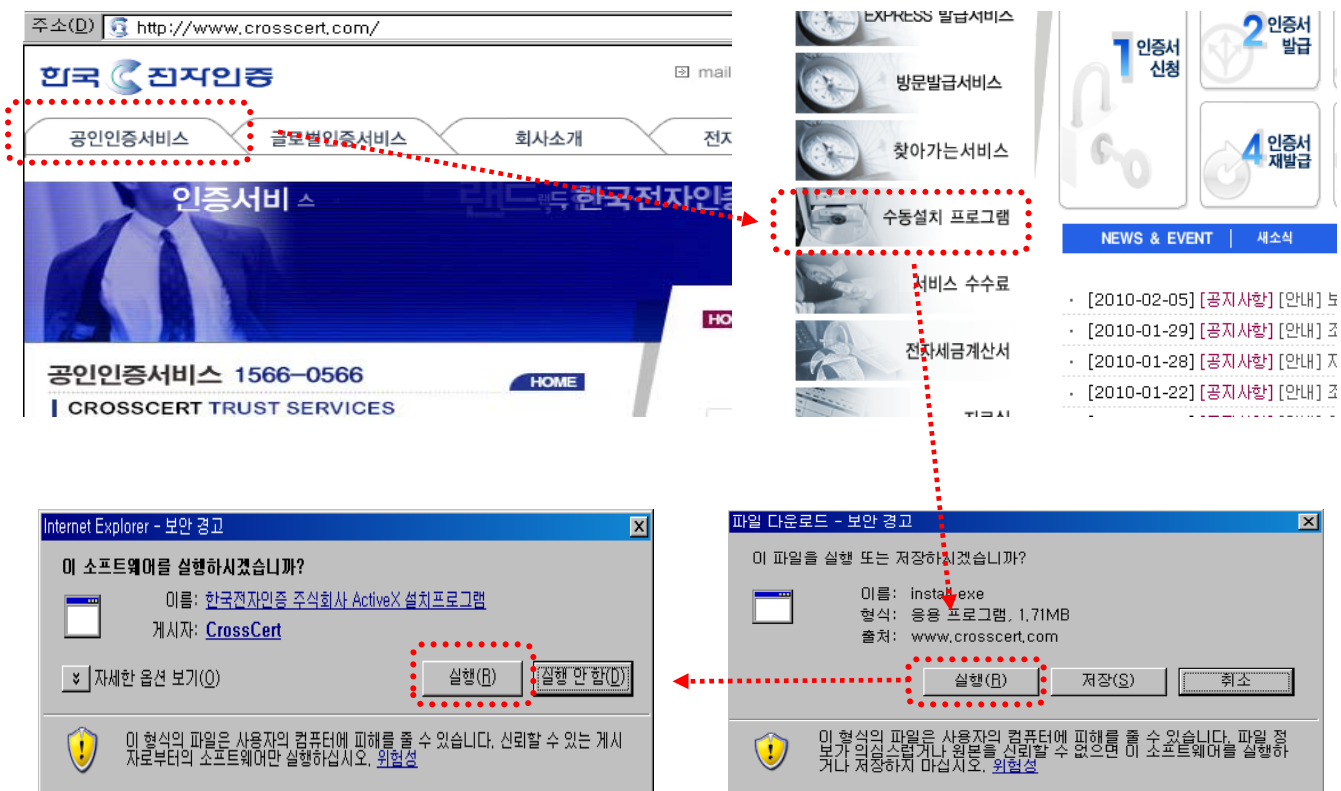 주소(D) http://www.crosscert.com/
한국 전자인증
mail
공인인증서비스 글로벌인증서비스 회사소개
인증서비 스
랜드 랜드 한국전자인증
공인인증서비스 1566-0566
HOME
CROSSCERT TRUST SERVICES
EXPRESS 발급서비스
방문발급서비스
찾아가는서비스
수동설치 프로그램
서비스 수수료
전자세금계산서
자료실
1 인증서
신청
2 인증서
발급
4 인증서
재발급
NEWS & EVENT | 새소식
· [2010-02-05] [공지사항] [안내]
· [2010-01-29] [공지사항] [안내]
· [2010-01-28] [공지사항] [안내]
· [2010-01-22] [공지사항] [안내]
Internet Explorer - 보안 경고
이 소프트웨어를 실행하시겠습니까?
이름: 한국전자인증 주식회사 ActiveX 설치프로그램
게시자: CrossCert
자세한 옵션 보기(O)
실행(R) 실행 안 함(D)
이 형식의 파일은 사용자의 컴퓨터에 피해를 줄 수 있습니다. 신뢰할 수 있는 게시
자로부터의 소프트웨어만 실행하십시오. 위험성
파일 다운로드 - 보안 경고
이 파일을 실행 또는 저장하시겠습니까?
이름: install.exe
형식: 응용 프로그램, 1.71MB
출처: www.crosscert.com
실행(R) 저장(S) 취소
이 형식의 파일은 사용자의 컴퓨터에 피해를 줄 수 있습니다. 파일 정
보가 의심스럽거나 원본을 신뢰할 수 없으면 이 소프트웨어를 실행하
거나 저장하지 마십시오. 위험성